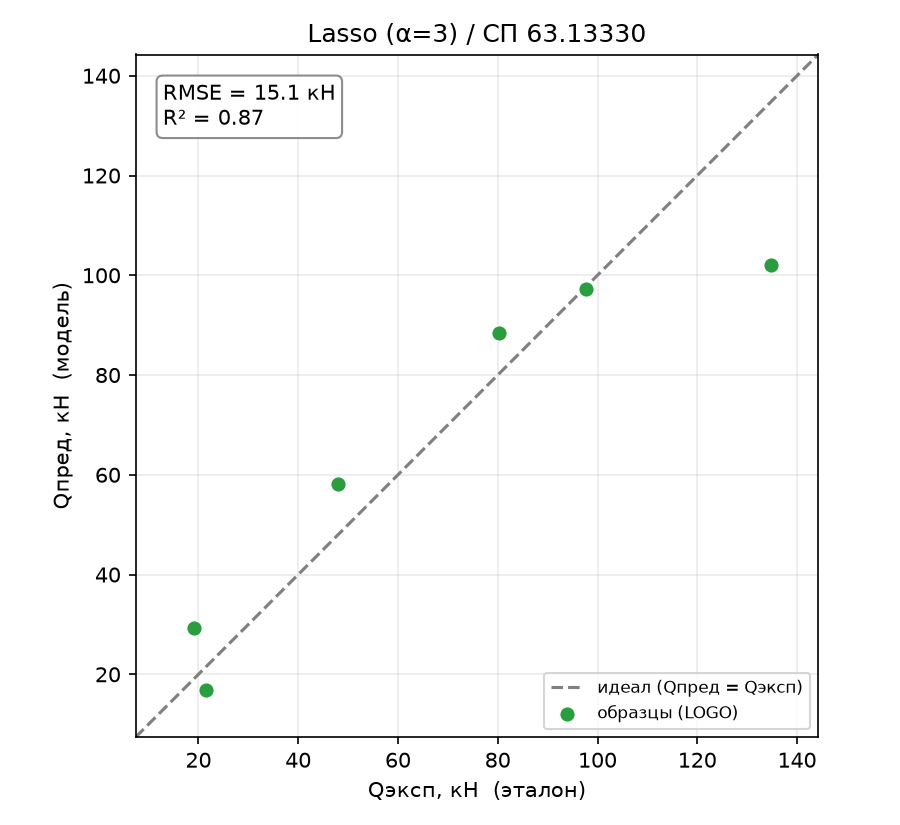 Lasso (α=3) / СП 63.13330
RMSE = 15.1 кН
R² = 0.87
140
120
100
80
60
40
20
Qпред, кН  (модель)
идеал (Qпред = Qэксп)
образцы (LOGO)
20
40
60
80
100
120
140
Qэксп, кН  (эталон)